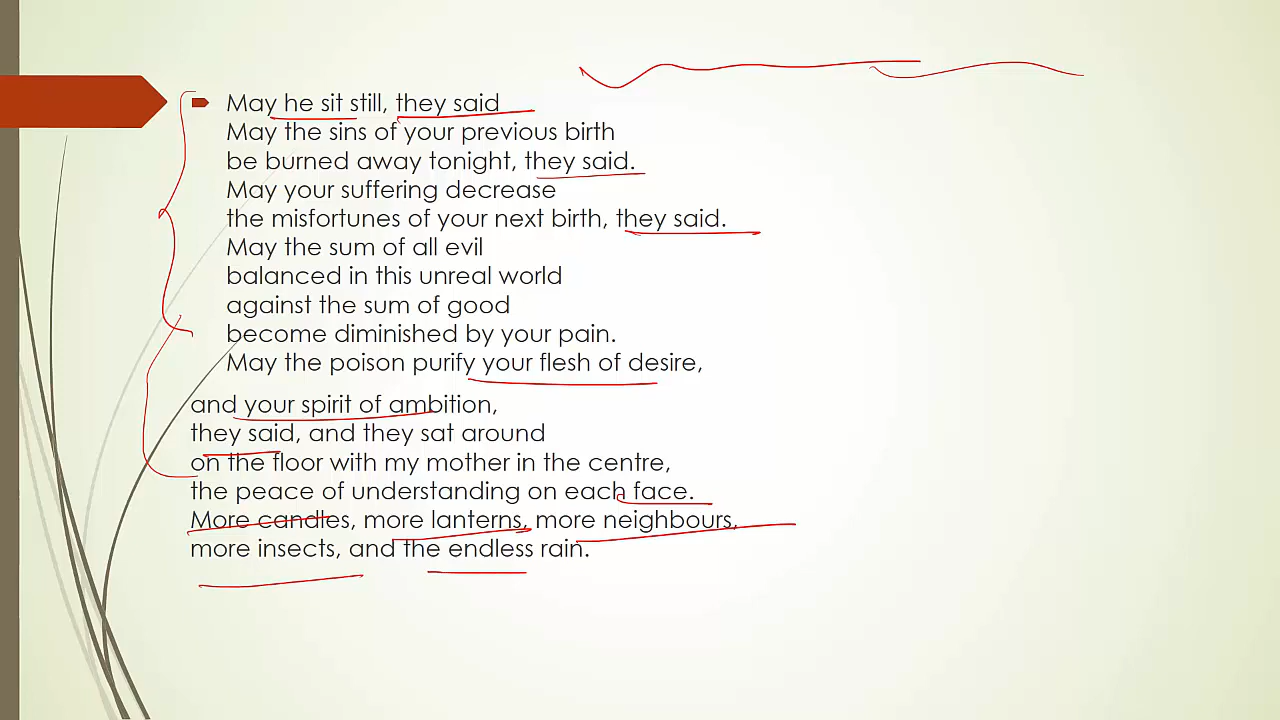 May he sit still, they said
May the sins of your previous birth
be burned away tonight, they said.
May your suffering decrease
the misfortunes of your next birth, they said.
May the sum of all evil
balanced in this unreal world
against the sum of good
become diminished by your pain.
May the poison purify your flesh of desire,
and your spirit of ambition,
they said, and they sat around
on the floor with my mother in the centre,
the peace of understanding on each face.
More candles, more lanterns, more neighbours,
more insects, and the endless rain.